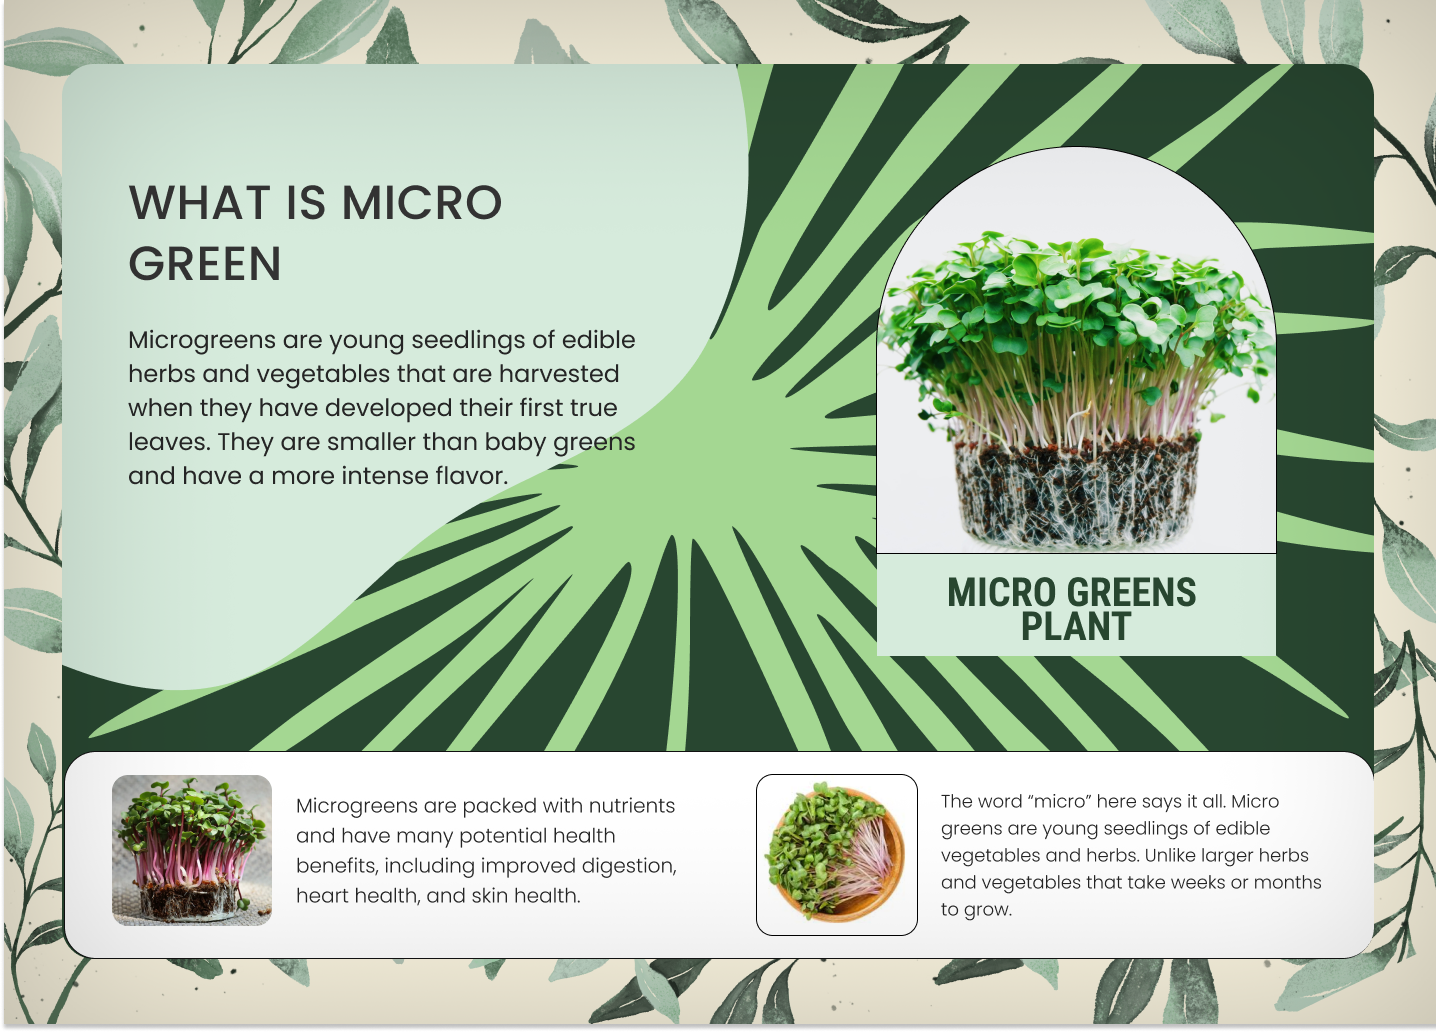 WHAT IS MICRO
GREEN
Microgreens are young seedlings of edible
herbs and vegetables that are harvested
when they have developed their first true
leaves. They are smaller than baby greens
and have a more intense flavor.
MICRO GREENS
PLANT
Microgreens are packed with nutrients
and have many potential health
benefits, including improved digestion,
heart health, and skin health.
The word “micro” here says it all. Micro
greens are young seedlings of edible
vegetables and herbs. Unlike larger herbs
and vegetables that take weeks or months
to grow.